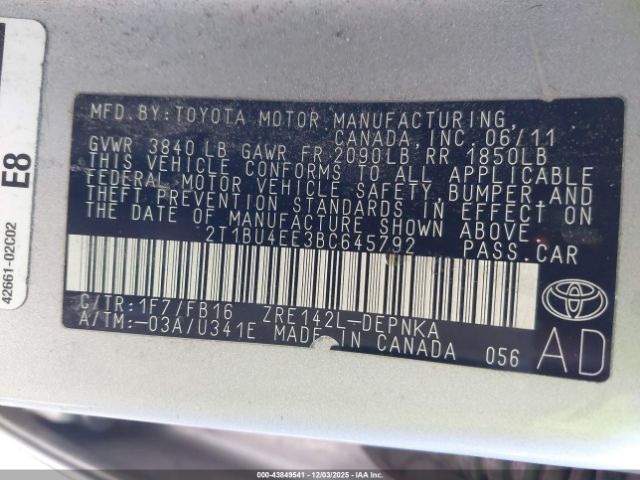 MFD. BY: TOYOTA MOTOR MANUFACTURING,
CANADA, INC. 06/11
GVWR 3840 LB GAWR FR 2090LB RR 1850LB
THIS VEHICLE CONFORMS TO ALL APPLICABLE
FEDERAL MOTOR VEHICLE SAFETY, BUMPER, AND
THEFT PREVENTION STANDARDS IN EFFECT ON
THE DATE OF MANUFACTURE SHOWN ABOVE.
2T1BU4EE3BC645792 PASS.CAR
C/TR: 1F7/FB16 ZRE142L-DEPNKA
A/TM:-03A/U341E MADE IN CANADA 056
AD
TOYOTA
E8
42661-02C02
00-43849541 - 12/03/2025 - IAA Inc.